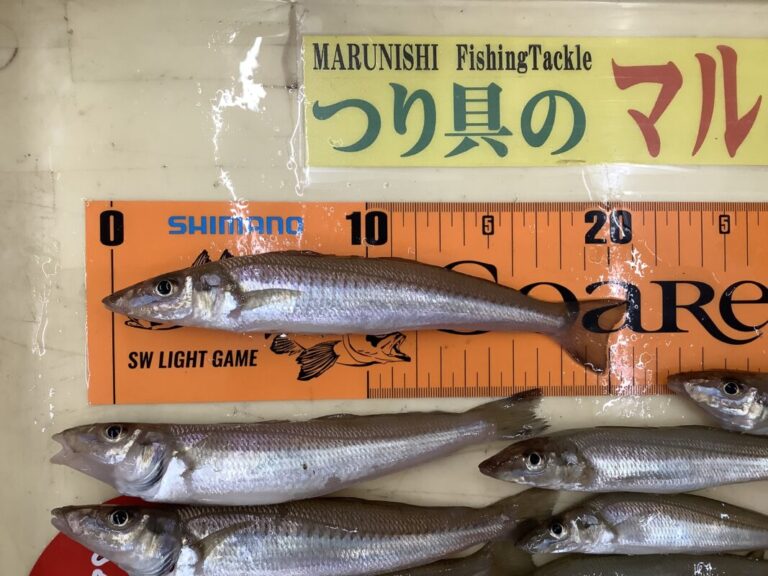 MARUNISHI FishingTackle
つり具のマル
0 SHIMANO 10 5 20 5
Soare
SW LIGHT GAME